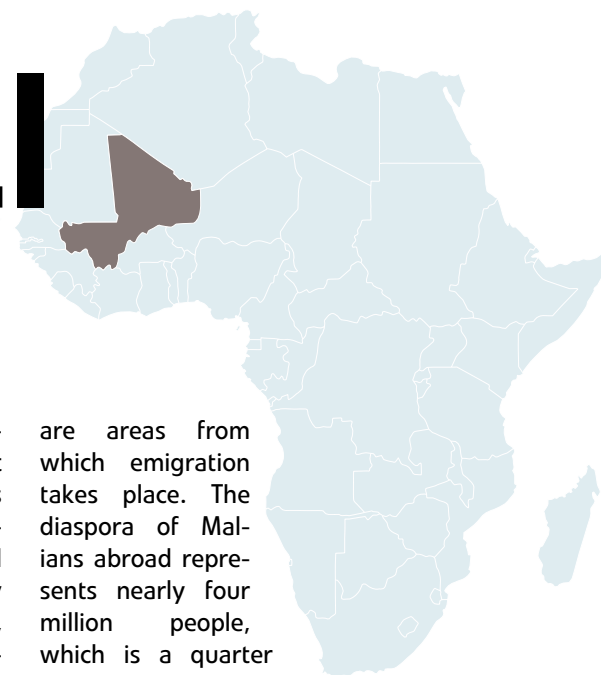 are areas from
which emigration
takes place. The
diaspora of Mal-
ians abroad repre-
sents nearly four
million people,
which is a quarter